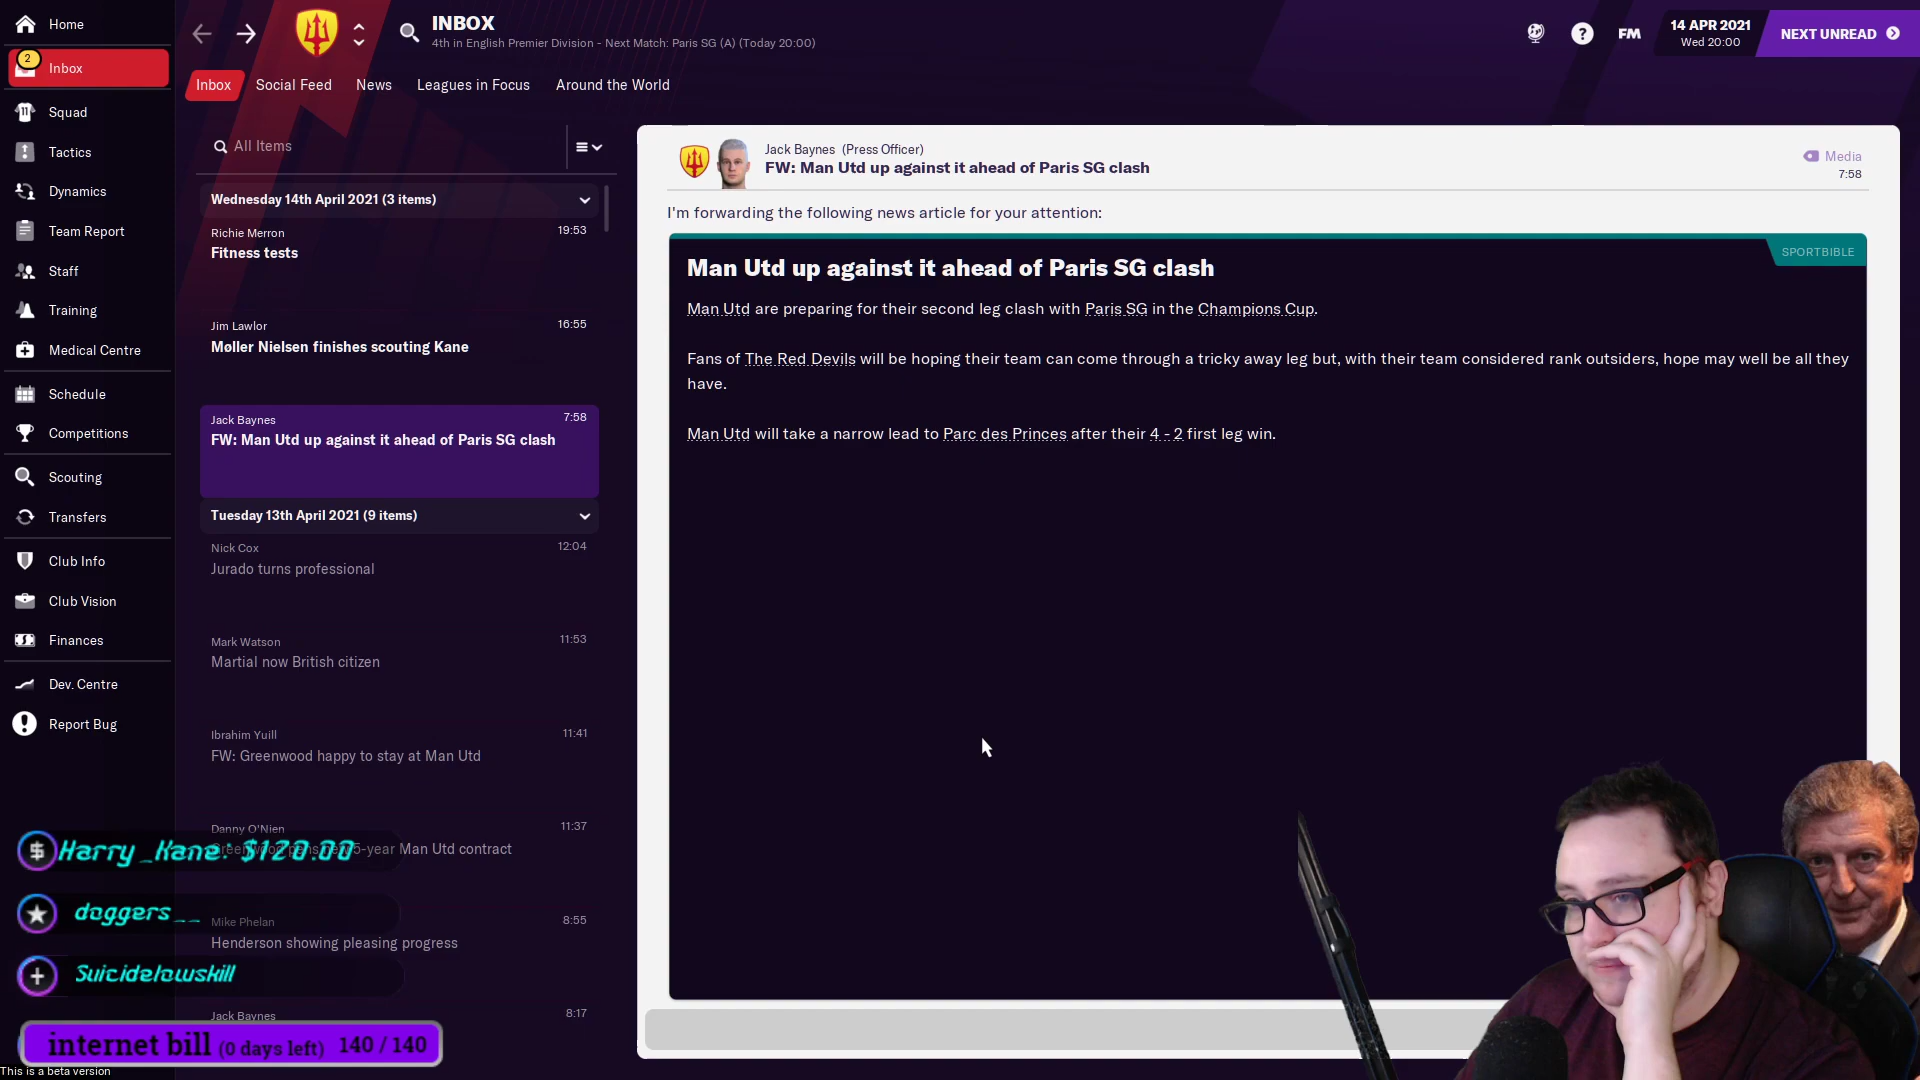 Home
2
Inbox
Squad
Tactics
Dynamics
Team Report
Staff
Training
Medical Centre
Schedule
Competitions
Scouting
Transfers
Club Info
Club Vision
Finances
Dev. Centre
Report Bug
INBOX
4th in English Premier Division - Next Match: Paris SG (A) (Today 20:00)
FM
14 APR 2021
Wed 20:00
NEXT UNREAD
Inbox
Social Feed
News
Leagues in Focus
Around the World
All Items
Wednesday 14th April 2021 (3 items)
Richie Merron 19:53
Fitness tests
Jim Lawlor 16:55
Møller Nielsen finishes scouting Kane
Jack Baynes 7:58
FW: Man Utd up against it ahead of Paris SG clash
Tuesday 13th April 2021 (9 items)
Nick Cox 12:04
Jurado turns professional
Mark Watson 11:53
Martial now British citizen
Ibrahim Yuill 11:41
FW: Greenwood happy to stay at Man Utd
Danny O'Nien 11:37
5-year Man Utd contract
Mike Phelan 8:55
Henderson showing pleasing progress
Jack Baynes 8:17
Jack Baynes (Press Officer)
FW: Man Utd up against it ahead of Paris SG clash
Media
7:58
I'm forwarding the following news article for your attention:
SPORTBIBLE
Man Utd up against it ahead of Paris SG clash
Man Utd are preparing for their second leg clash with Paris SG in the Champions Cup.
Fans of The Red Devils will be hoping their team can come through a tricky away leg but, with their team considered rank outsiders, hope may well be all they
have.
Man Utd will take a narrow lead to Parc des Princes after their 4 - 2 first leg win.
$ Harry_Kane: $120.00
daggers__
Suicidelowskill
internet bill (0 days left) 140 / 140
This is a beta version